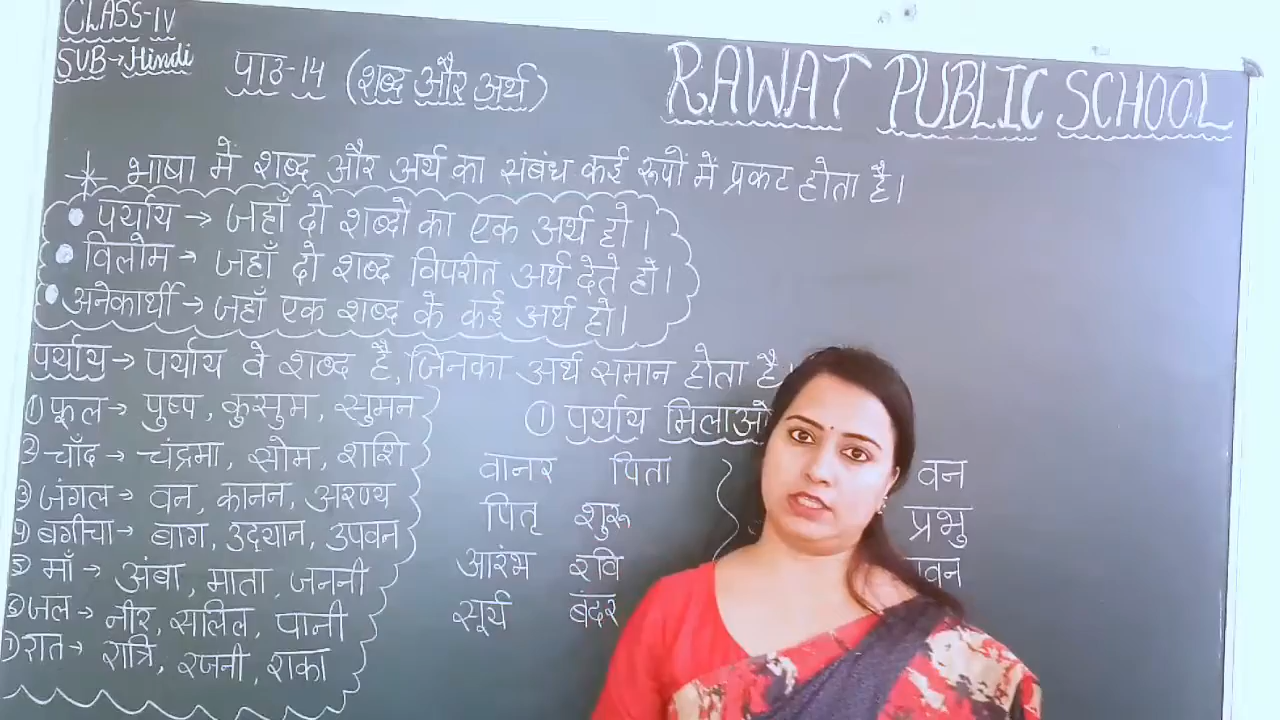 CLASS-IV
SUB→Hindi
पाठ-14 (शब्द और अर्थ)
RAWAT PUBLIC SCHOOL
भाषा में शब्द और अर्थ का संबंध कई रूपों में प्रकट होता है।
• पर्याय → जहाँ दो शब्दों का एक अर्थ हो।
• विलोम → जहाँ दो शब्द विपरीत अर्थ देते हो।
• अनेकार्थी → जहाँ एक शब्द के कई अर्थ हो।
पर्याय → पर्याय वे शब्द है, जिनका अर्थ समान होता है
① फूल → पुष्प, कुसुम, सुमन
② चाँद → चंद्रमा, सोम, शशि
③ जंगल → वन, कानन, अरण्य
④ बगीचा → बाग, उद्यान, उपवन
⑤ माँ → अंबा, माता, जननी
⑥ जल → नीर, सलिल, पानी
⑦ रात → रात्रि, रजनी, राका
① पर्याय मिलाओ
वानर पिता
पितृ शुरू
आरंभ रवि
सूर्य बंदर
वन
प्रभु